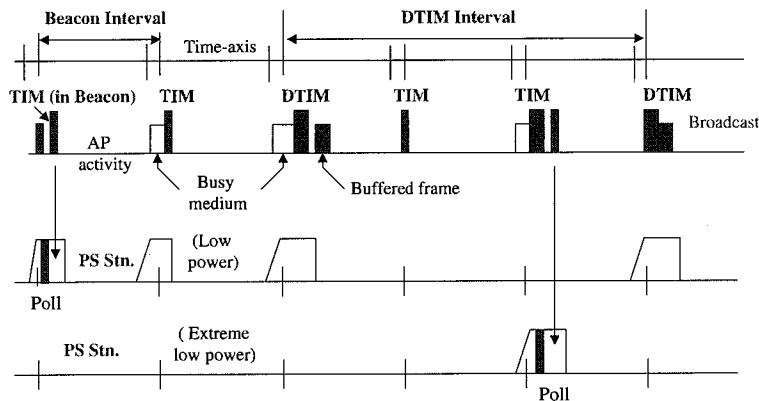 Beacon Interval
DTIM Interval
Time-axis
TIM (in Beacon)
TIM
DTIM
TIM
TIM
DTIM
Broadcast
AP
activity
Busy
medium
Buffered frame
PS Stn.
(Low
power)
Poll
PS Stn.
( Extreme
low power)
Poll